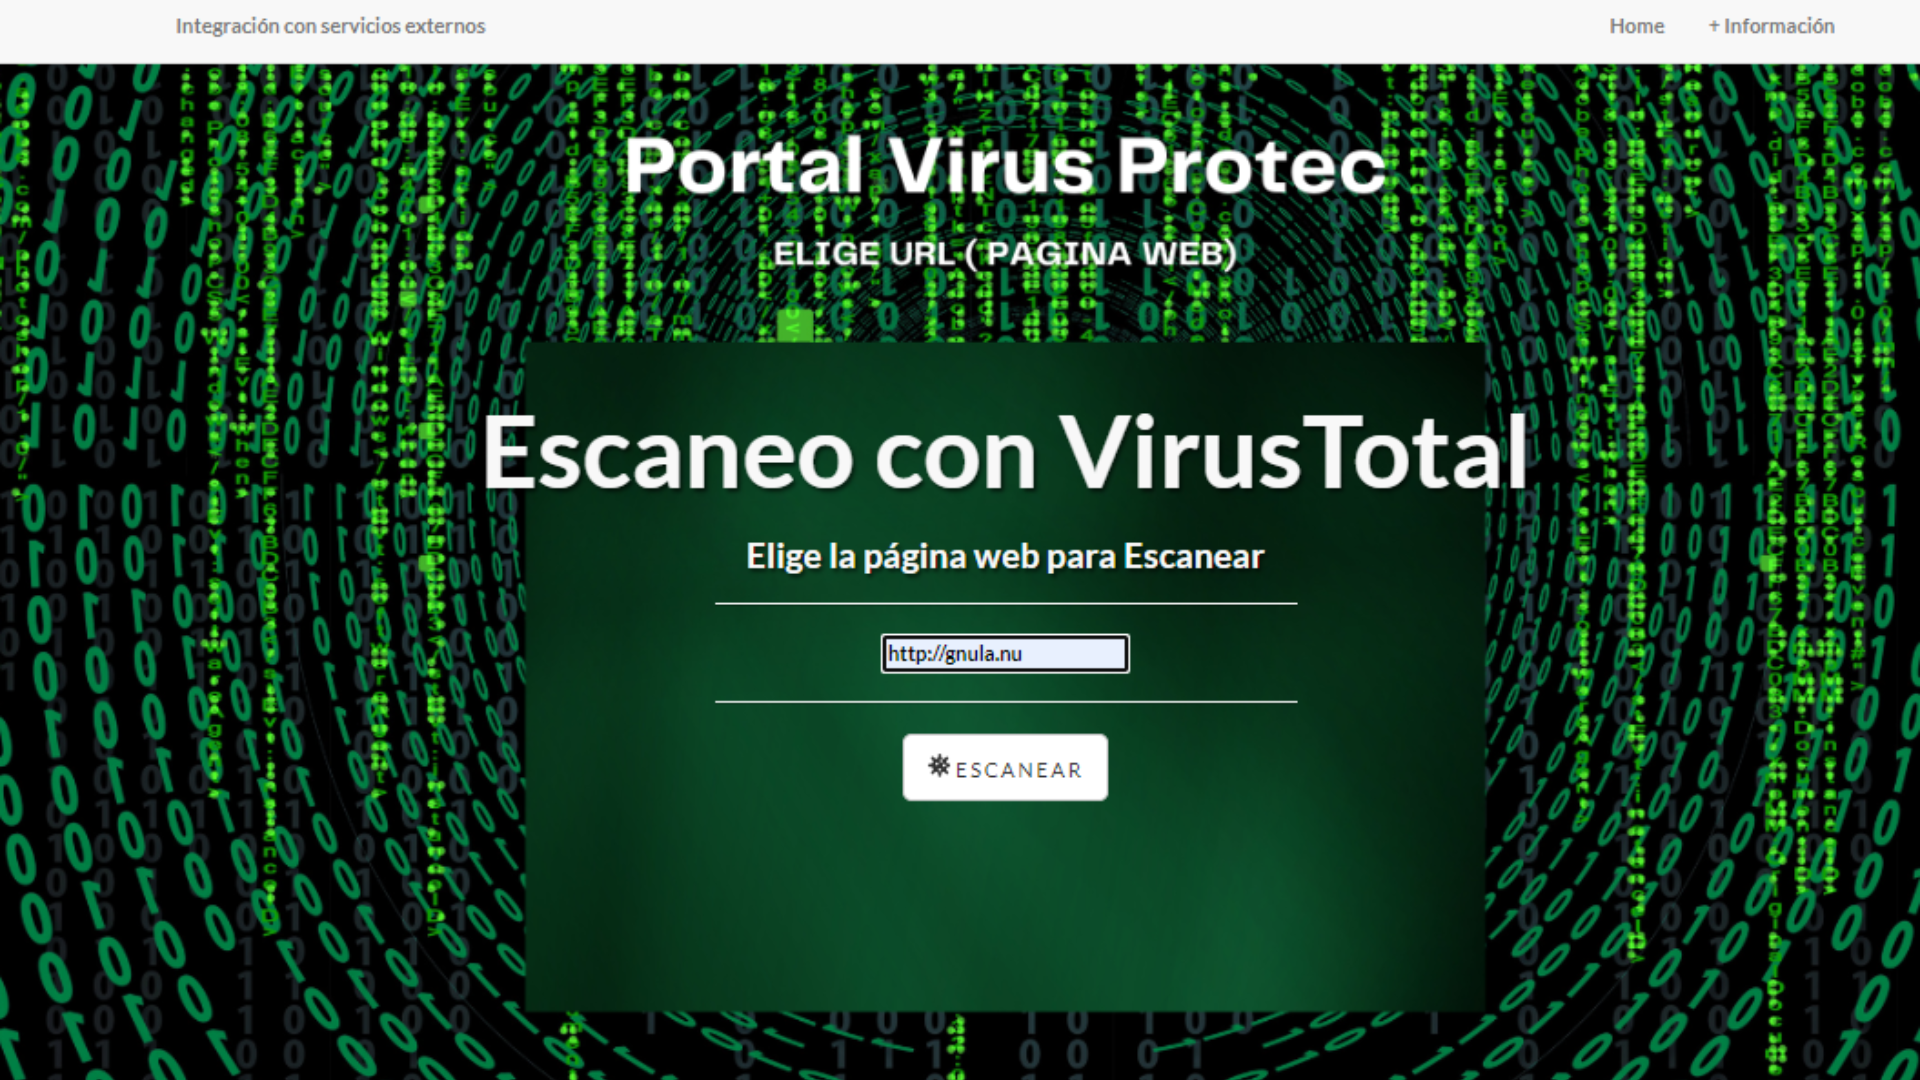 Integración con servicios externos
Home
+ Información
Portal Virus Protec
ELIGE URL ( PAGINA WEB)
Escaneo con VirusTotal
Elige la página web para Escanear
http://gnula.nu
ESCANEAR